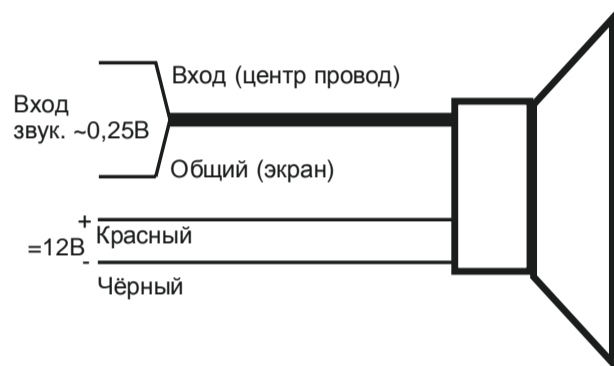 Вход (центр провод)
Вход
звук. ~0,25В
Общий (экран)
+
Красный
=12В
-
Чёрный